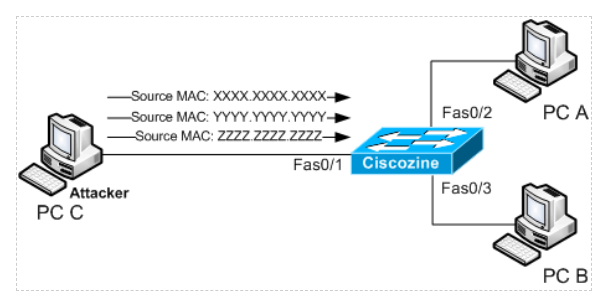 Source MAC: XXXX.XXXX.XXXX
Source MAC: YYYY.YYYY.YYYY
Source MAC: ZZZZ.ZZZZ.ZZZZ
Fas0/2
PC A
Fas0/1
Ciscozine
Attacker
PC C
Fas0/3
PC B